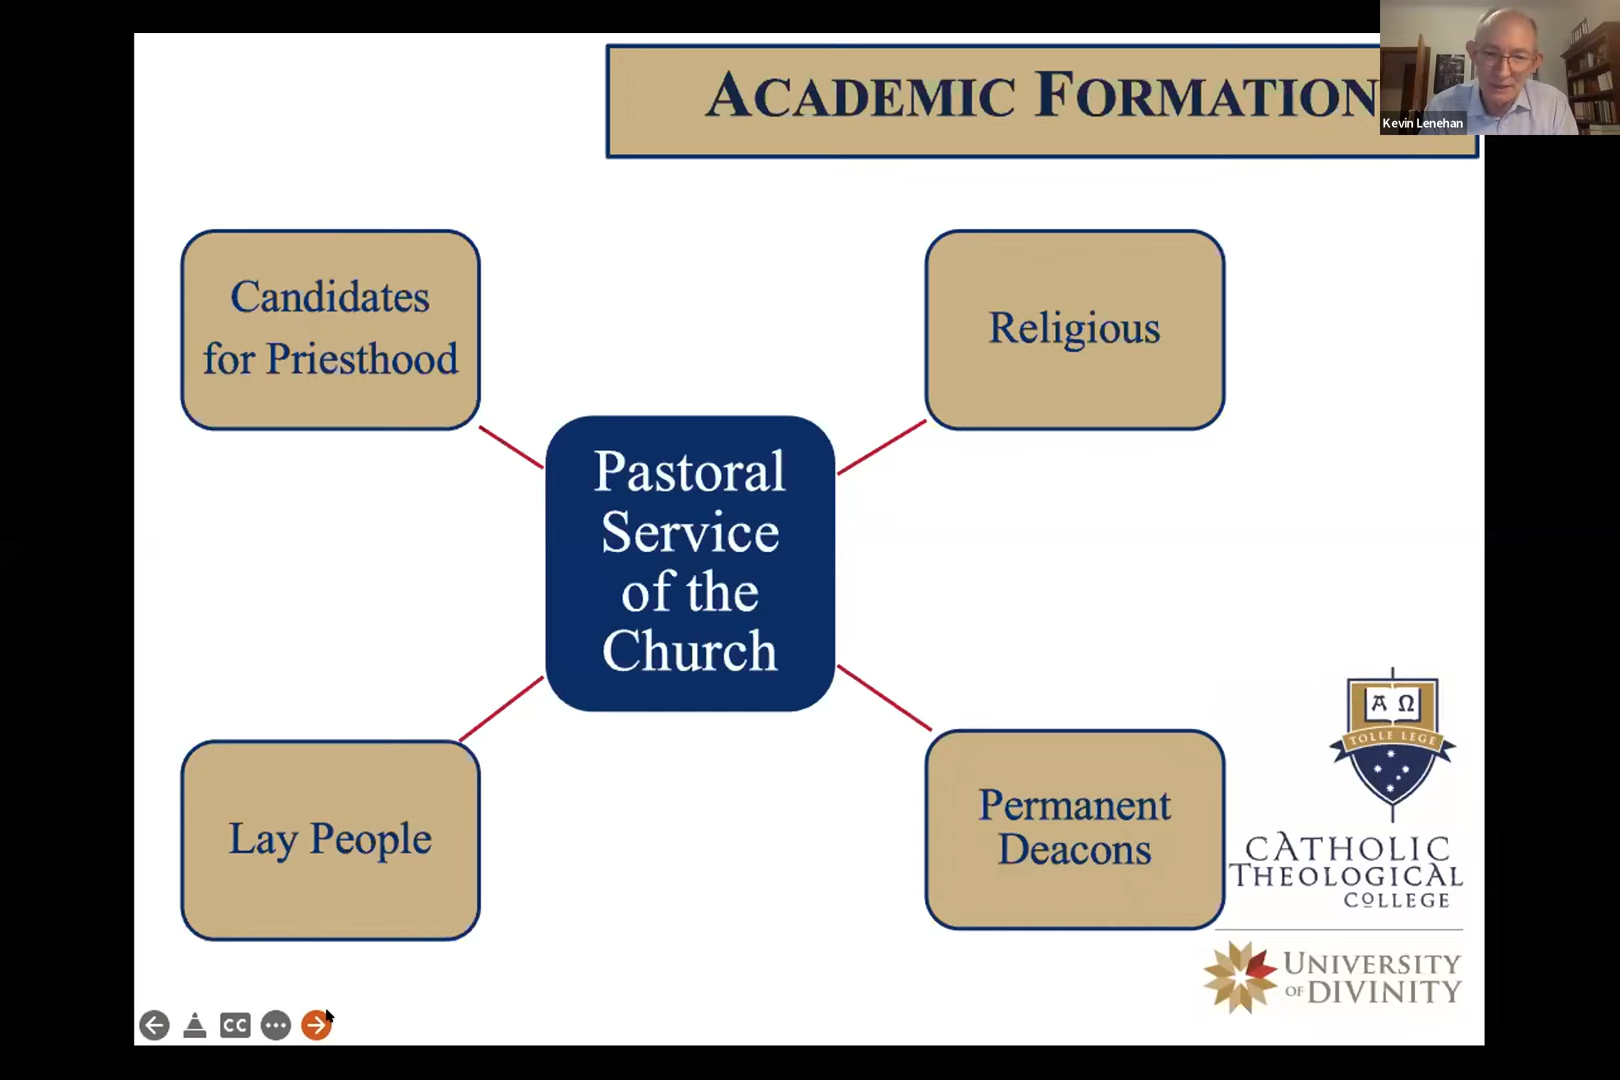 ACADEMIC FORMATION
Kevin Lenehan
Candidates
for Priesthood
Religious
Pastoral
Service
of the
Church
Lay People
Permanent
Deacons
Α Ω
TOLLE LEGE
CATHOLIC
THEOLOGICAL
COLLEGE
UNIVERSITY
OF DIVINITY
CC